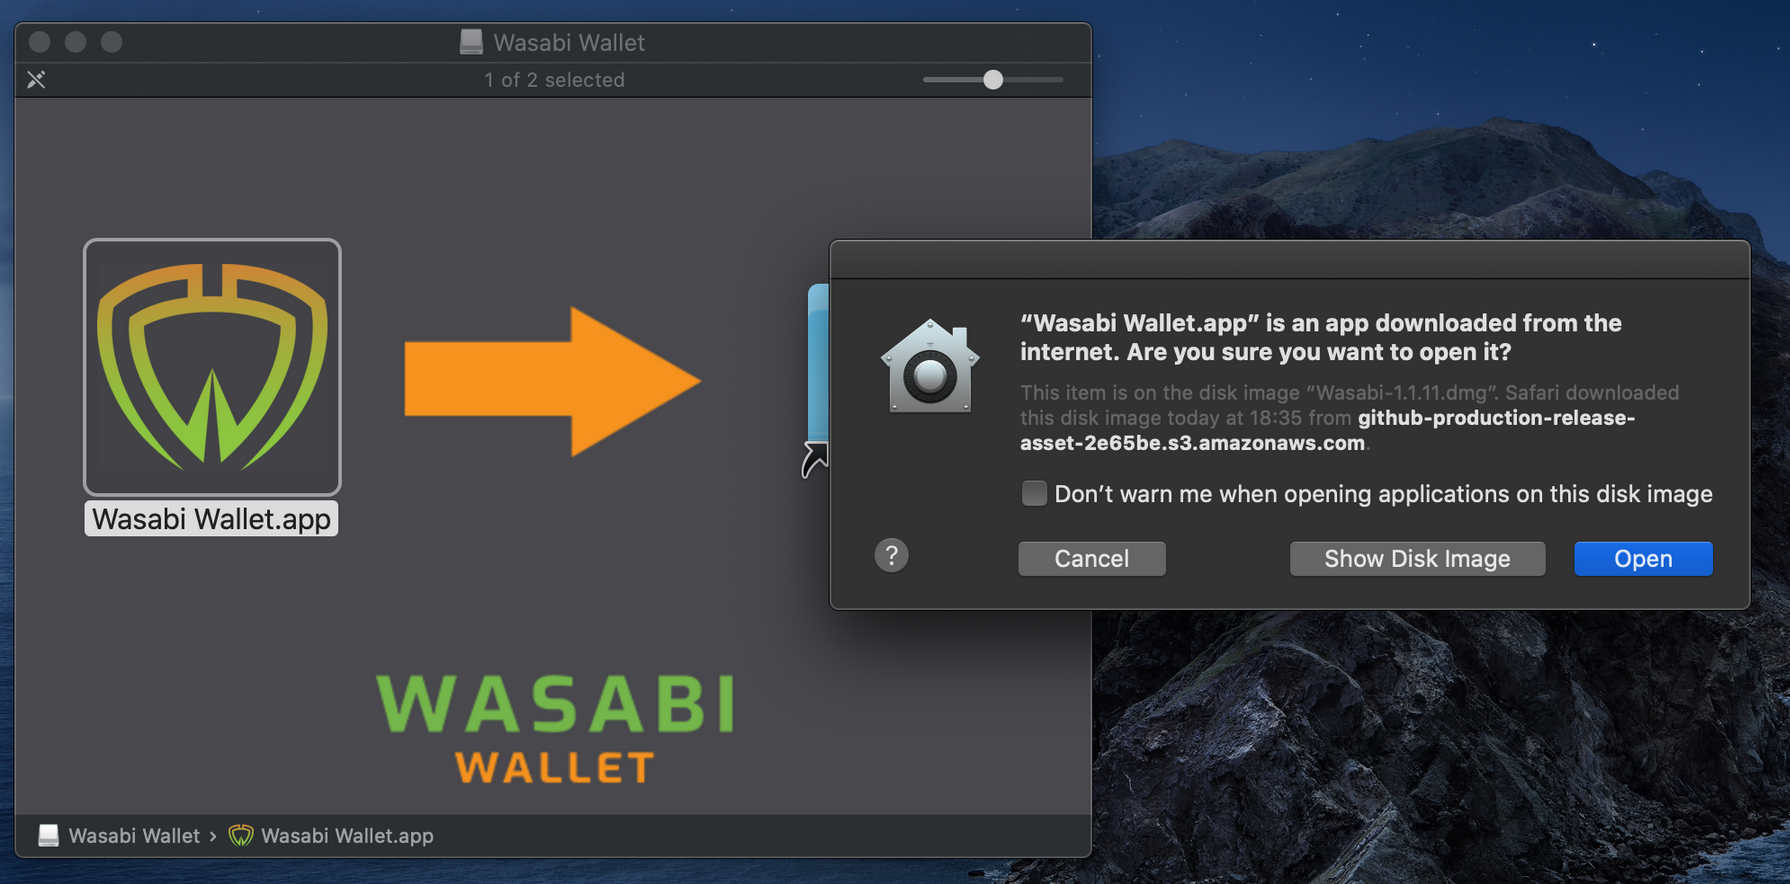 Wasabi Wallet
1 of 2 selected
Wasabi Wallet.app
“Wasabi Wallet.app” is an app downloaded from the
internet. Are you sure you want to open it?
This item is on the disk image “Wasabi-1.1.11.dmg”. Safari downloaded
this disk image today at 18:35 from github-production-release-
asset-2e65be.s3.amazonaws.com.
Don’t warn me when opening applications on this disk image
?
Cancel
Show Disk Image
Open
WASABI
WALLET
Wasabi Wallet › Wasabi Wallet.app